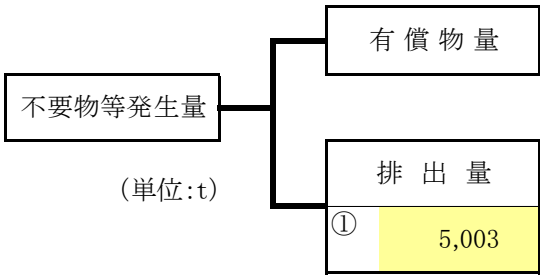 有償物量
不要物等発生量
(単位:t)
排出量
①
5,003